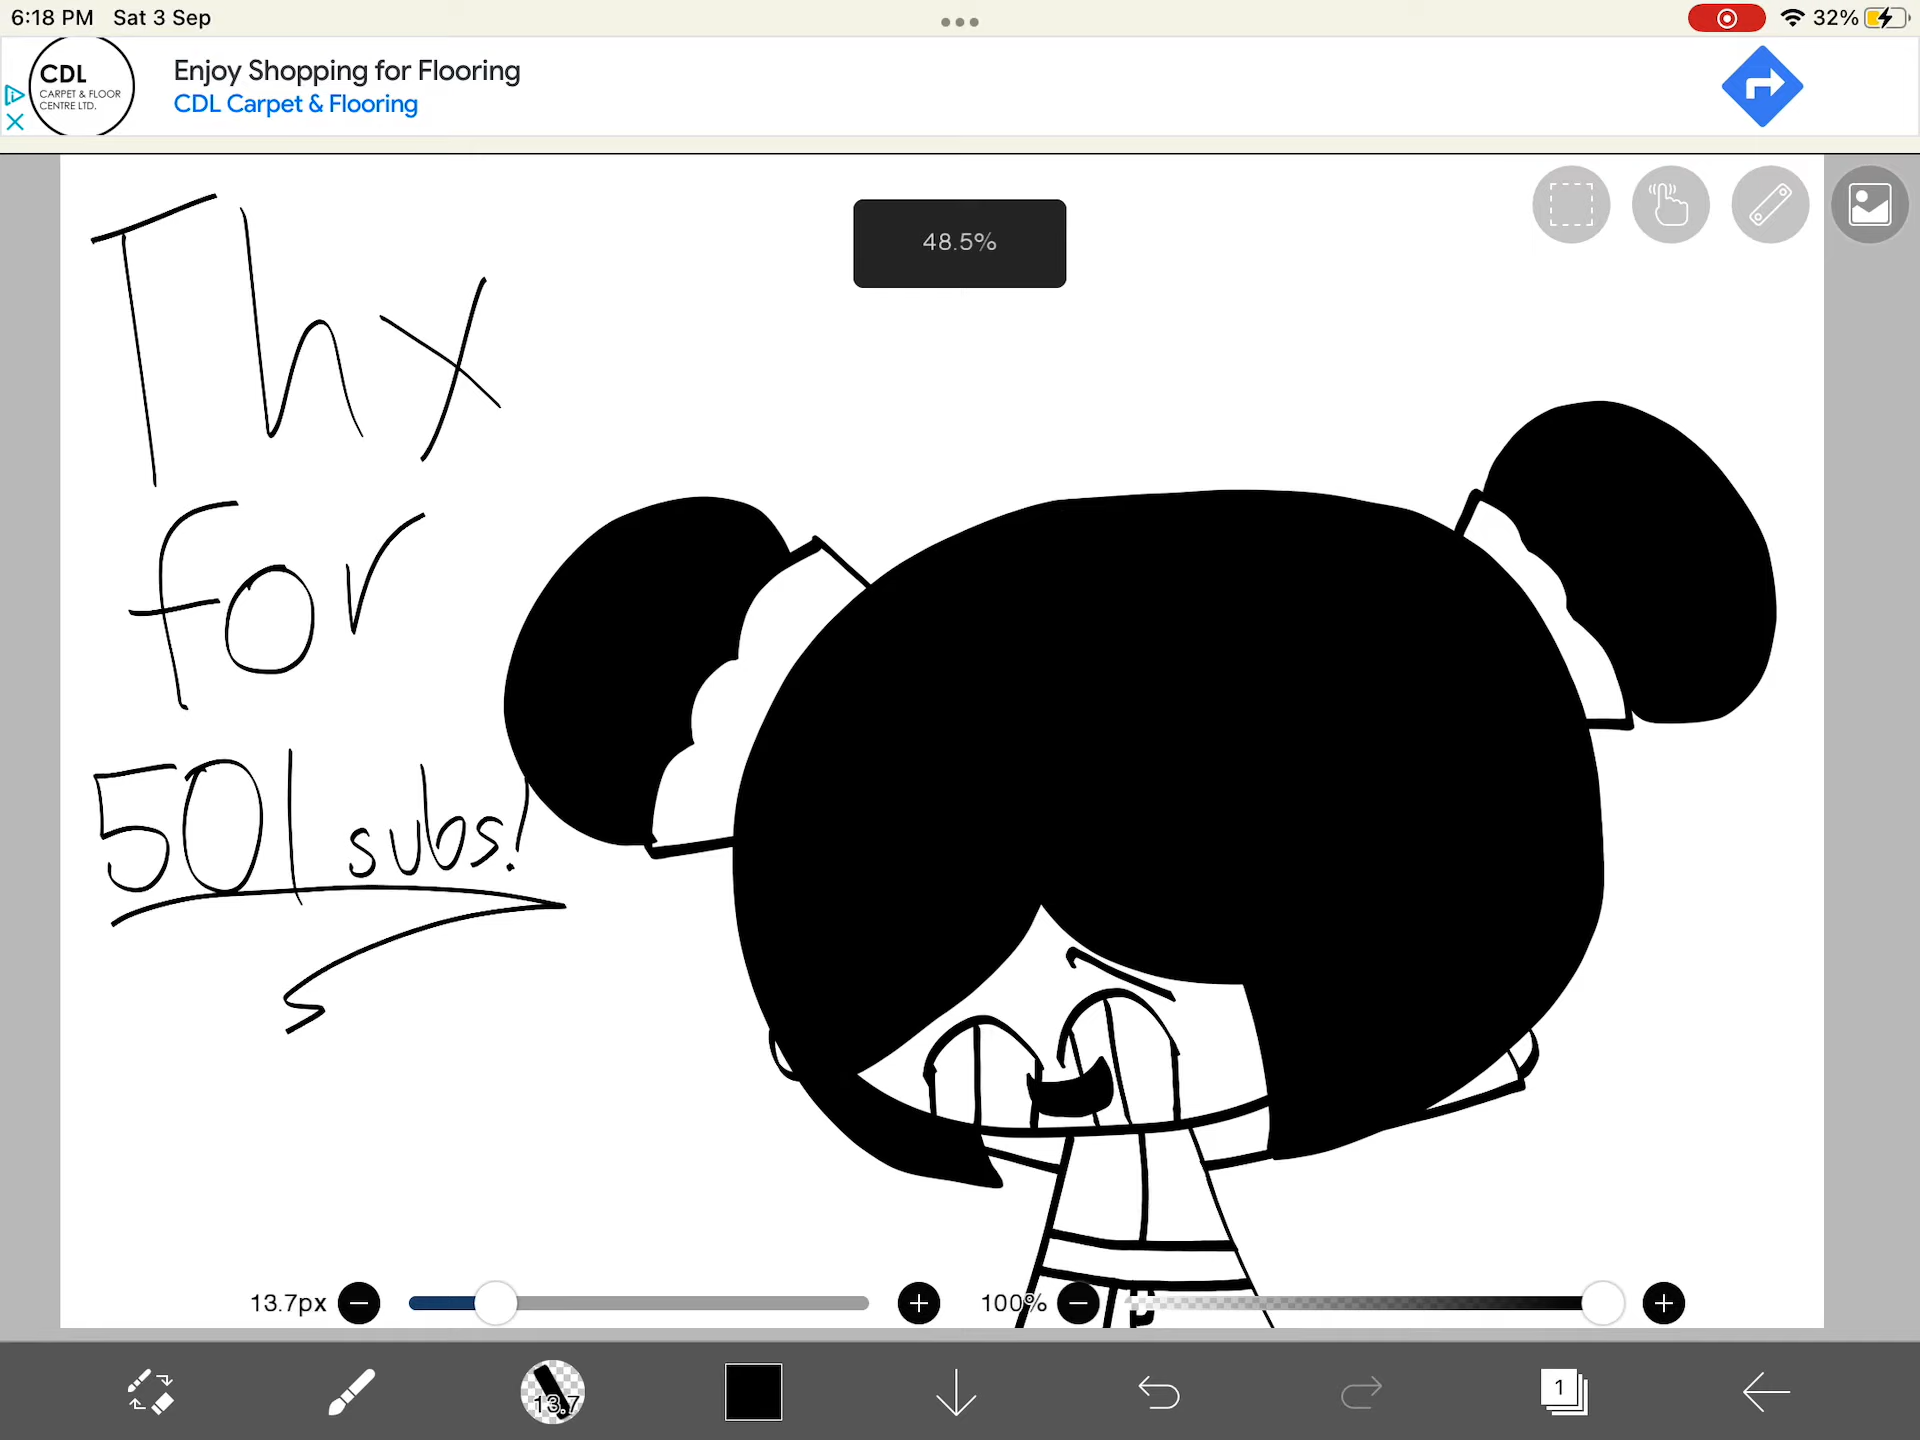 6:18 PM Sat 3 Sep
32%
CDL
CARPET & FLOOR
CENTRE LTD.
Enjoy Shopping for Flooring
CDL Carpet & Flooring
48.5%
Thx
for
501 subs!
13.7px
100%
13.7
1